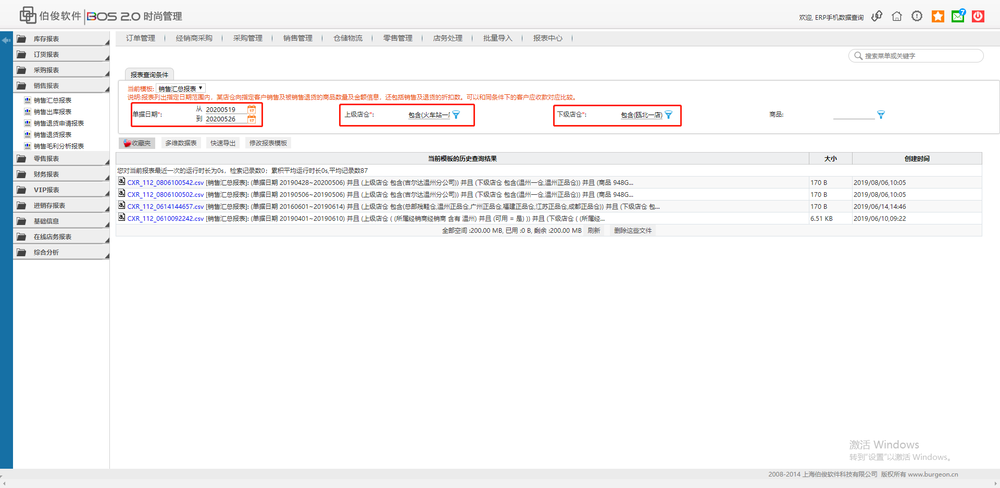 伯俊软件 BOS 2.0 时尚管理
欢迎, ERP手机数据查询
7
库存报表
订货报表
采购报表
销售报表
销售汇总报表
销售出库报表
销售退货申请报表
销售退货报表
销售毛利分析报表
零售报表
财务报表
VIP报表
进销存报表
基础信息
在线店务报表
综合分析
订单管理 | 经销商采购 | 采购管理 | 销售管理 | 仓储物流 | 零售管理 | 店务处理 | 批量导入 | 报表中心 |
搜索菜单或关键字
报表查询条件
当前模板: 销售汇总报表
说明:报表列出指定日期范围内，某店仓向指定客户销售及被销售退货的商品数量及金额信息，还包括销售及退货的折扣数。可以和同条件下的客户应收款对应比较。
单据日期*: 从 20200519 17
到 20200526 17
上级店仓*: 包含(火车站一
下级店仓*: 包含(瓯北一店)
商品:
收藏夹 多维数据表 快速导出 修改报表模板
当前模板的历史查询结果 大小 创建时间
您对当前报表最近一次的运行时长为0s，检索记录数0；累积平均运行时长0s,平均记录数87
CXR_112_0806100542.csv [销售汇总报表]: (单据日期 20190428~20200506) 并且 (上级店仓 包含(吉尔达温州分公司)) 并且 (下级店仓 包含(温州一仓,温州正品仓)) 并且 (商品 948G... 170 B 2019/08/06,10:05
CXR_112_0806100502.csv [销售汇总报表]: (单据日期 20190506~20190506) 并且 (上级店仓 包含(吉尔达温州分公司)) 并且 (下级店仓 包含(温州一仓,温州正品仓)) 并且 (商品 948G... 170 B 2019/08/06,10:05
CXR_112_0614144657.csv [销售汇总报表]: (单据日期 20160601~20190614) 并且 (上级店仓 包含(总部残鞋仓,温州正品仓,广州正品仓,福建正品仓,江苏正品仓,成都正品仓)) 并且 (下级店仓 包... 170 B 2019/06/14,14:46
CXR_112_0610092242.csv [销售汇总报表]: (单据日期 20190401~20190610) 并且 (上级店仓 ( (所属经销商经销商 含有 温州) 并且 (可用 = 是) )) 并且 (下级店仓 ( (所属经... 6.51 KB 2019/06/10,09:22
全部空间 :200.00 MB, 已用 :0 B, 剩余 :200.00 MB 刷新 删除这些文件
激活 Windows
转到"设置"以激活 Windows。
2008-2014 上海伯俊软件科技有限公司 版权所有 www.burgeon.cn